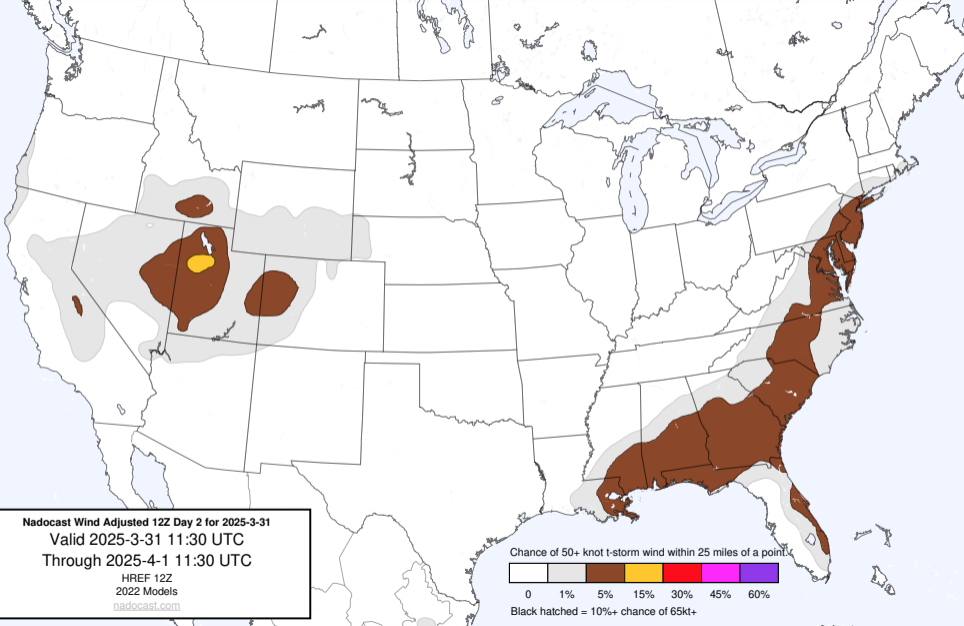 Nadocast Wind Adjusted 12Z Day 2 for 2025-3-31
Valid 2025-3-31 11:30 UTC
Through 2025-4-1 11:30 UTC
HREF 12Z
2022 Models
nadocast.com
Chance of 50+ knot t-storm wind within 25 miles of a point.
0 1% 5% 15% 30% 45% 60%
Black hatched = 10%+ chance of 65kt+